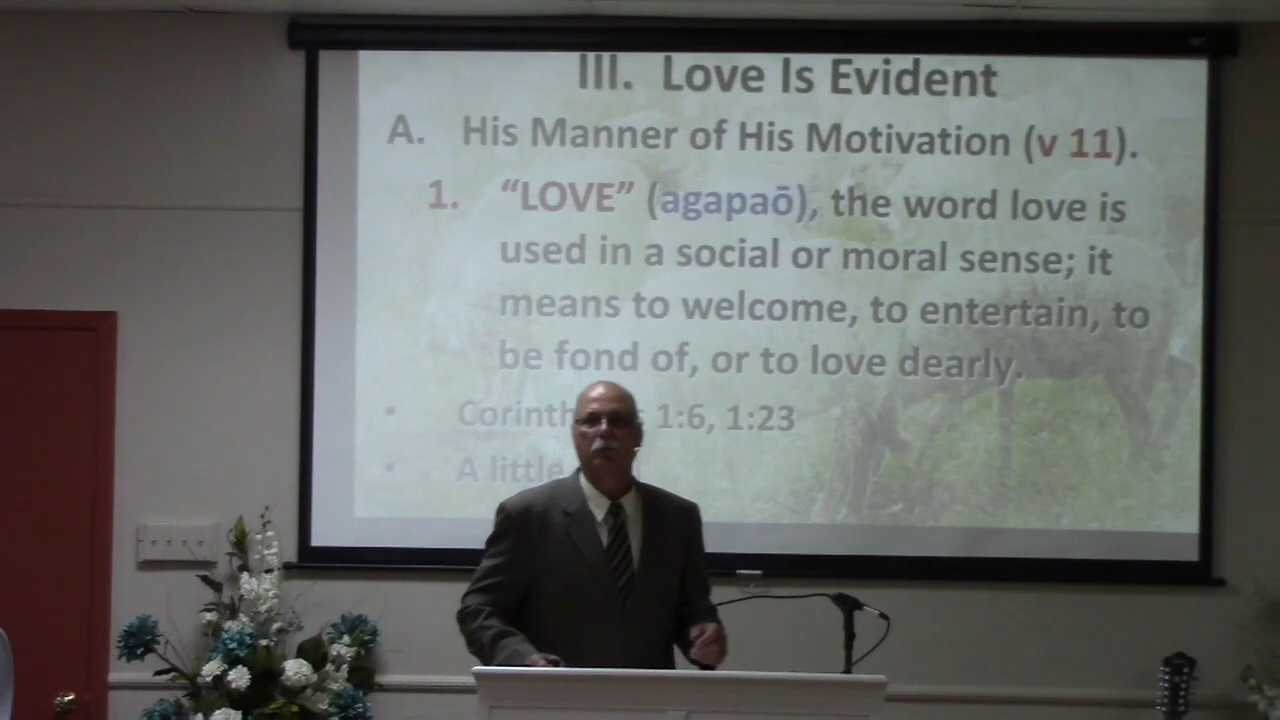 III. Love Is Evident
A. His Manner of His Motivation (v 11).
1. “LOVE” (agapaō), the word love is
used in a social or moral sense; it
means to welcome, to entertain, to
be fond of, or to love dearly.
• 1:6, 1:23
• A little